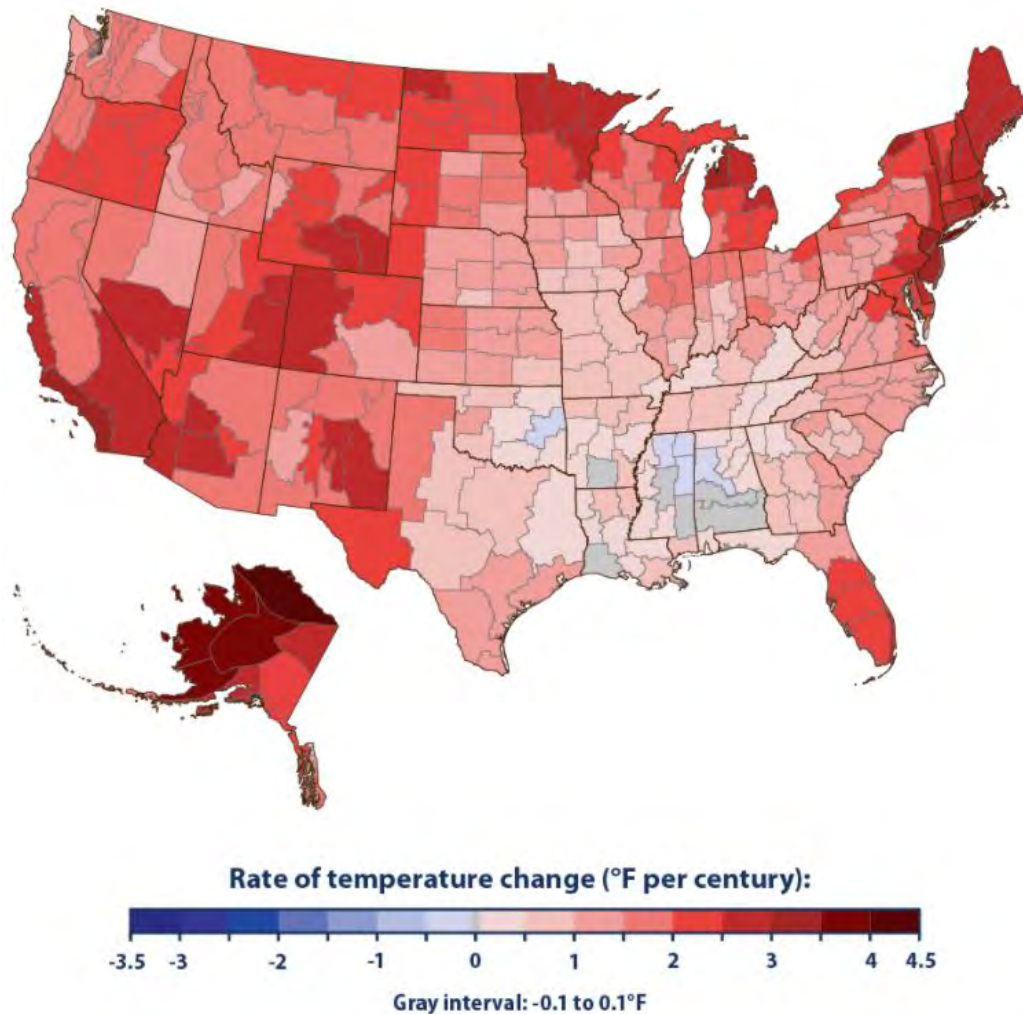 Rate of temperature change (°F per century):
-3.5 -3 -2 -1 0 1 2 3 4 4.5
Gray interval: -0.1 to 0.1°F